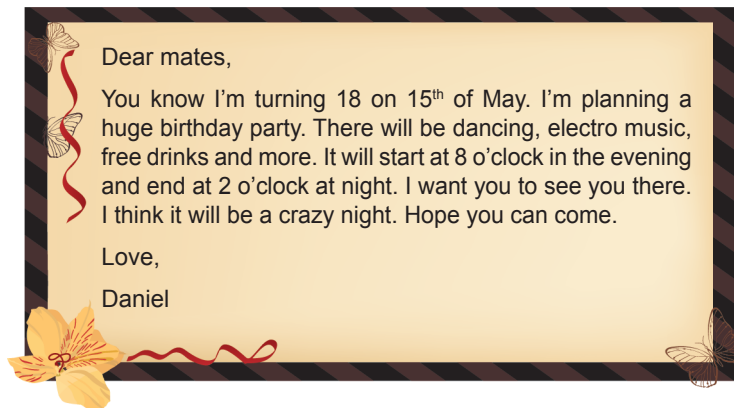 Dear mates,
You know I’m turning 18 on 15th of May. I’m planning a
huge birthday party. There will be dancing, electro music,
free drinks and more. It will start at 8 o’clock in the evening
and end at 2 o’clock at night. I want you to see you there.
I think it will be a crazy night. Hope you can come.
Love,
Daniel